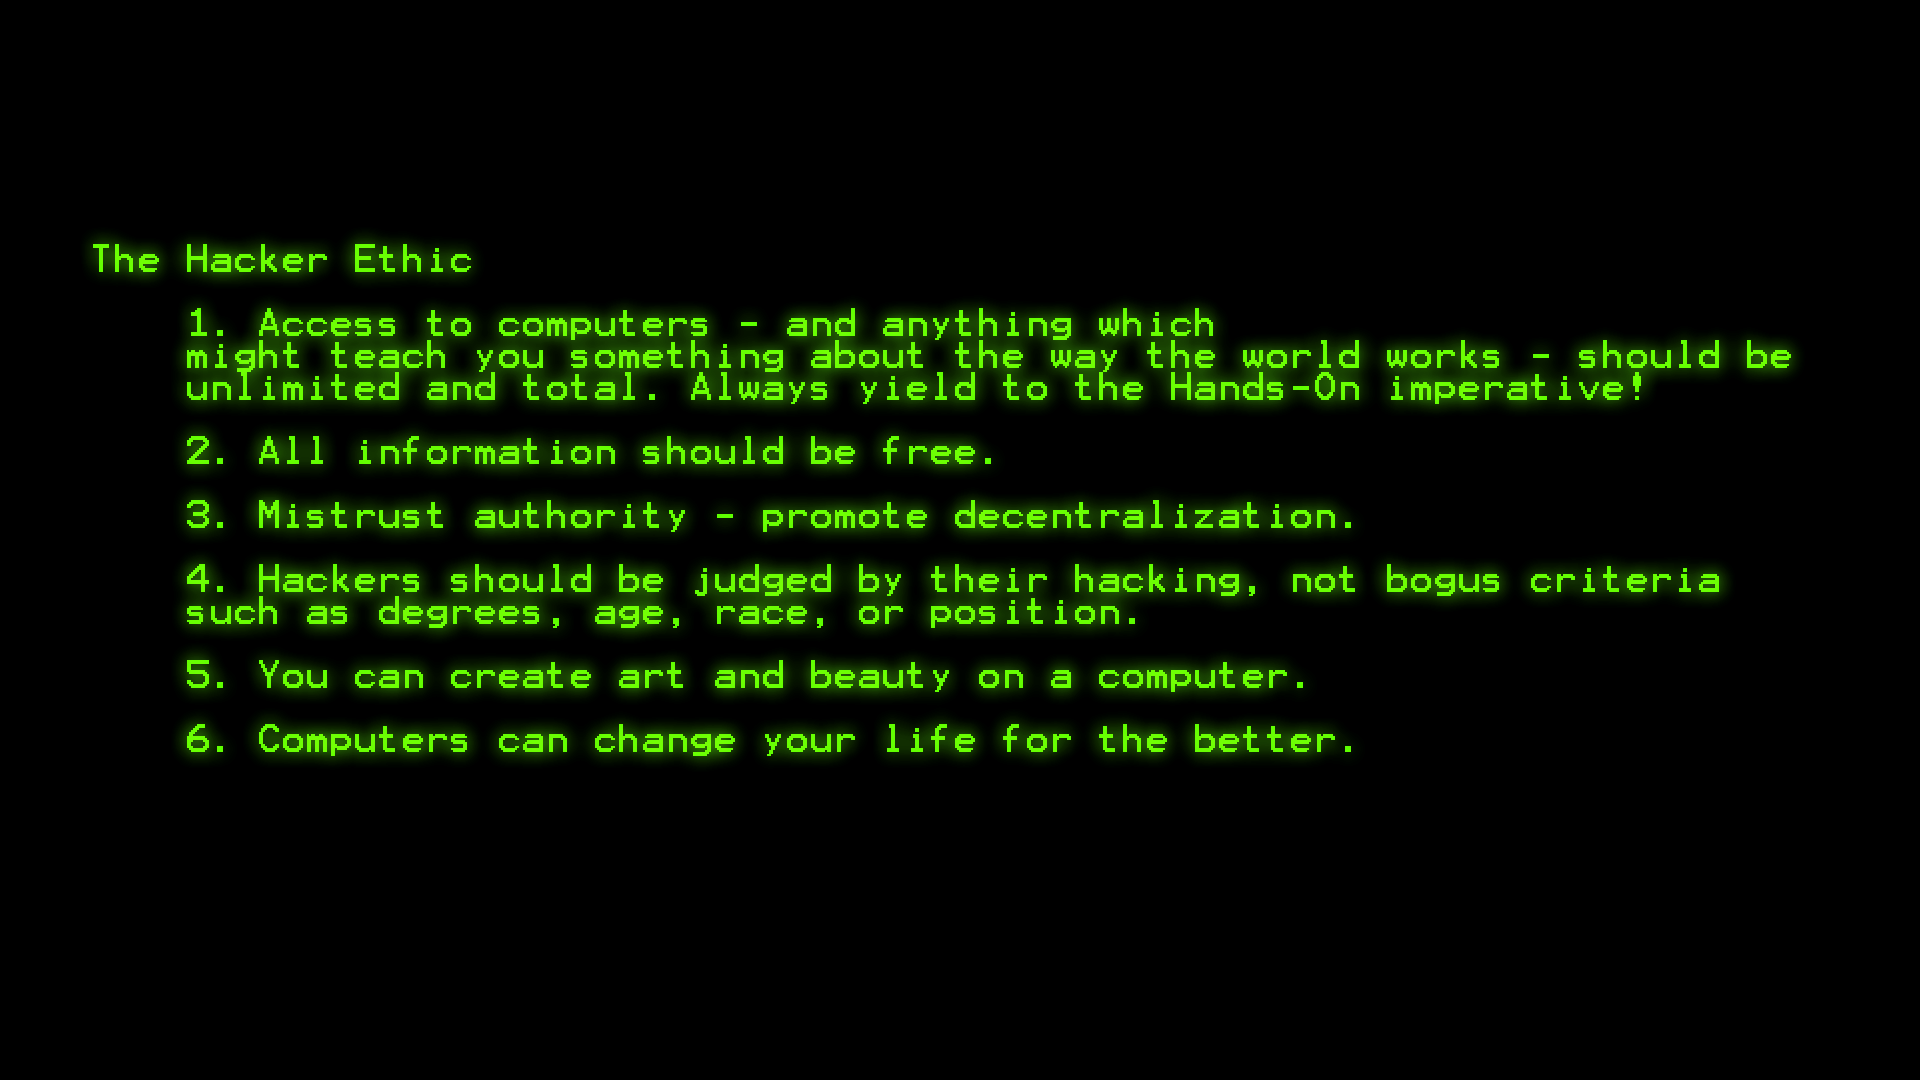 The Hacker Ethic
1. Access to computers - and anything which
might teach you something about the way the world works - should be
unlimited and total. Always yield to the Hands-On imperative!
2. All information should be free.
3. Mistrust authority - promote decentralization.
4. Hackers should be judged by their hacking, not bogus criteria
such as degrees, age, race, or position.
5. You can create art and beauty on a computer.
6. Computers can change your life for the better.